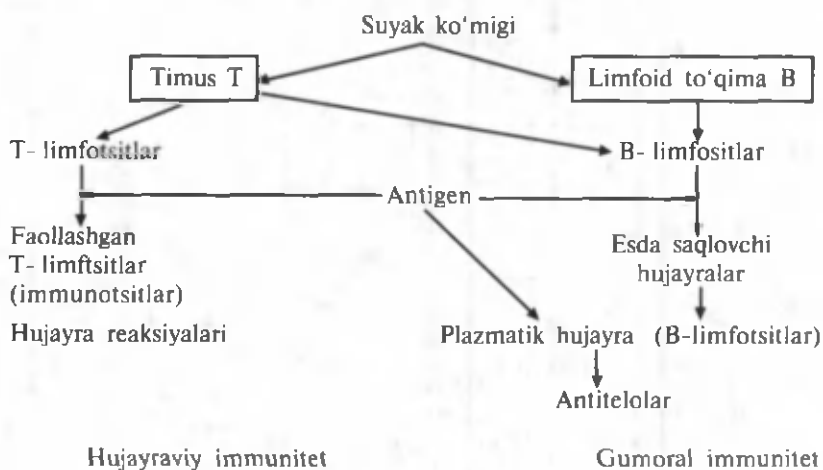 Suyak ko‘migi
Timus T
Limfoid to‘qima B
T- limfotsitlar
B- limfositlar
Antigen
Faollashgan
T- limftsitlar
(immunotsitlar)
Esda saqlovchi
hujayralar
Hujayra reaksiyalari
Plazmatik hujayra (B-limfotsitlar)
Antitelolar
Hujayraviy immunitet
Gumoral immunitet